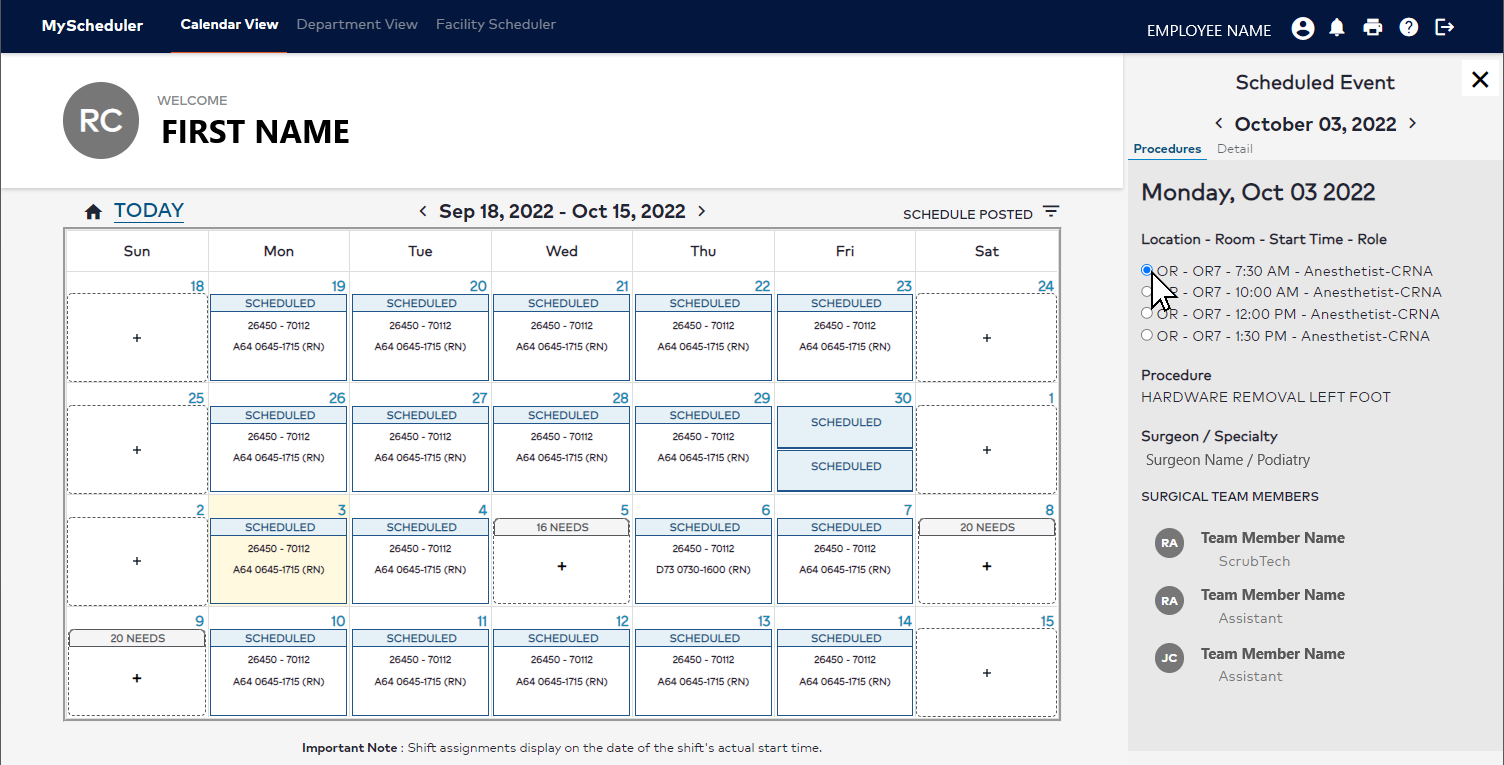 MyScheduler Calendar View Department View Facility Scheduler EMPLOYEE NAME
RC
WELCOME
FIRST NAME
TODAY
Sep 18, 2022 - Oct 15, 2022
SCHEDULE POSTED
Sun Mon Tue Wed Thu Fri Sat
18 19 20 21 22 23 24
SCHEDULED SCHEDULED SCHEDULED SCHEDULED SCHEDULED
26450 - 70112 26450 - 70112 26450 - 70112 26450 - 70112 26450 - 70112
+ A64 0645-1715 (RN) A64 0645-1715 (RN) A64 0645-1715 (RN) A64 0645-1715 (RN) A64 0645-1715 (RN) +
25 26 27 28 29 30 1
SCHEDULED SCHEDULED SCHEDULED SCHEDULED SCHEDULED
26450 - 70112 26450 - 70112 26450 - 70112 26450 - 70112
+ A64 0645-1715 (RN) A64 0645-1715 (RN) A64 0645-1715 (RN) A64 0645-1715 (RN) SCHEDULED +
2 3 4 5 6 7 8
SCHEDULED SCHEDULED 16 NEEDS SCHEDULED SCHEDULED 20 NEEDS
26450 - 70112 26450 - 70112 26450 - 70112 26450 - 70112
+ A64 0645-1715 (RN) A64 0645-1715 (RN) + D73 0730-1600 (RN) A64 0645-1715 (RN) +
9 10 11 12 13 14 15
20 NEEDS SCHEDULED SCHEDULED SCHEDULED SCHEDULED SCHEDULED
26450 - 70112 26450 - 70112 26450 - 70112 26450 - 70112 26450 - 70112
+ A64 0645-1715 (RN) A64 0645-1715 (RN) A64 0645-1715 (RN) A64 0645-1715 (RN) A64 0645-1715 (RN) +
Important Note : Shift assignments display on the date of the shift's actual start time.
Scheduled Event
October 03, 2022
Procedures Detail
Monday, Oct 03 2022
Location - Room - Start Time - Role
OR - OR7 - 7:30 AM - Anesthetist-CRNA
OR - OR7 - 10:00 AM - Anesthetist-CRNA
OR - OR7 - 12:00 PM - Anesthetist-CRNA
OR - OR7 - 1:30 PM - Anesthetist-CRNA
Procedure
HARDWARE REMOVAL LEFT FOOT
Surgeon / Specialty
Surgeon Name / Podiatry
SURGICAL TEAM MEMBERS
RA Team Member Name
ScrubTech
RA Team Member Name
Assistant
JC Team Member Name
Assistant